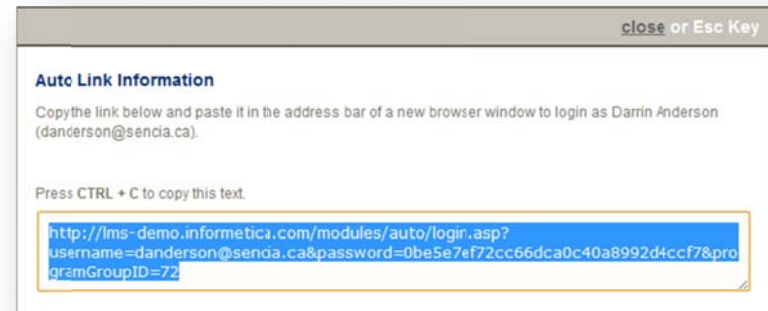 close or Esc Key
Auto Link Information
Copy the link below and paste it in the address bar of a new browser window to login as Darrin Anderson
(danderson@sencia.ca).
Press CTRL + C to copy this text.
http://lms-demo.informetica.com/modules/auto/login.asp?
username=danderson@sencia.ca&password=0be5e7ef72cc66dca0c40a8992d4ccf7&pro
gramGroupID=72